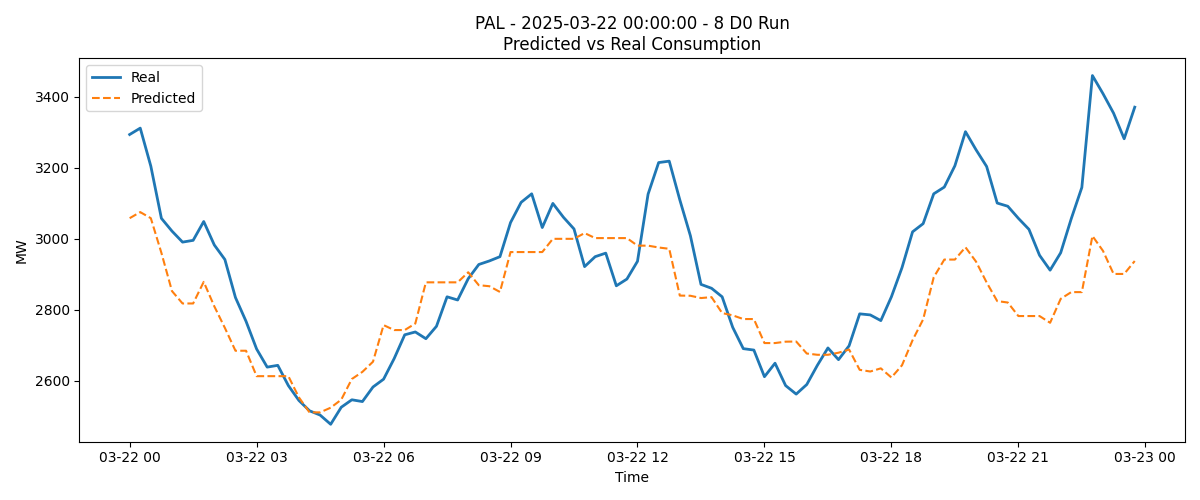 PAL - 2025-03-22 00:00:00 - 8 D0 Run
Predicted vs Real Consumption
Real
Predicted
MW
3400
3200
3000
2800
2600
03-22 00
03-22 03
03-22 06
03-22 09
03-22 12
03-22 15
03-22 18
03-22 21
03-23 00
Time